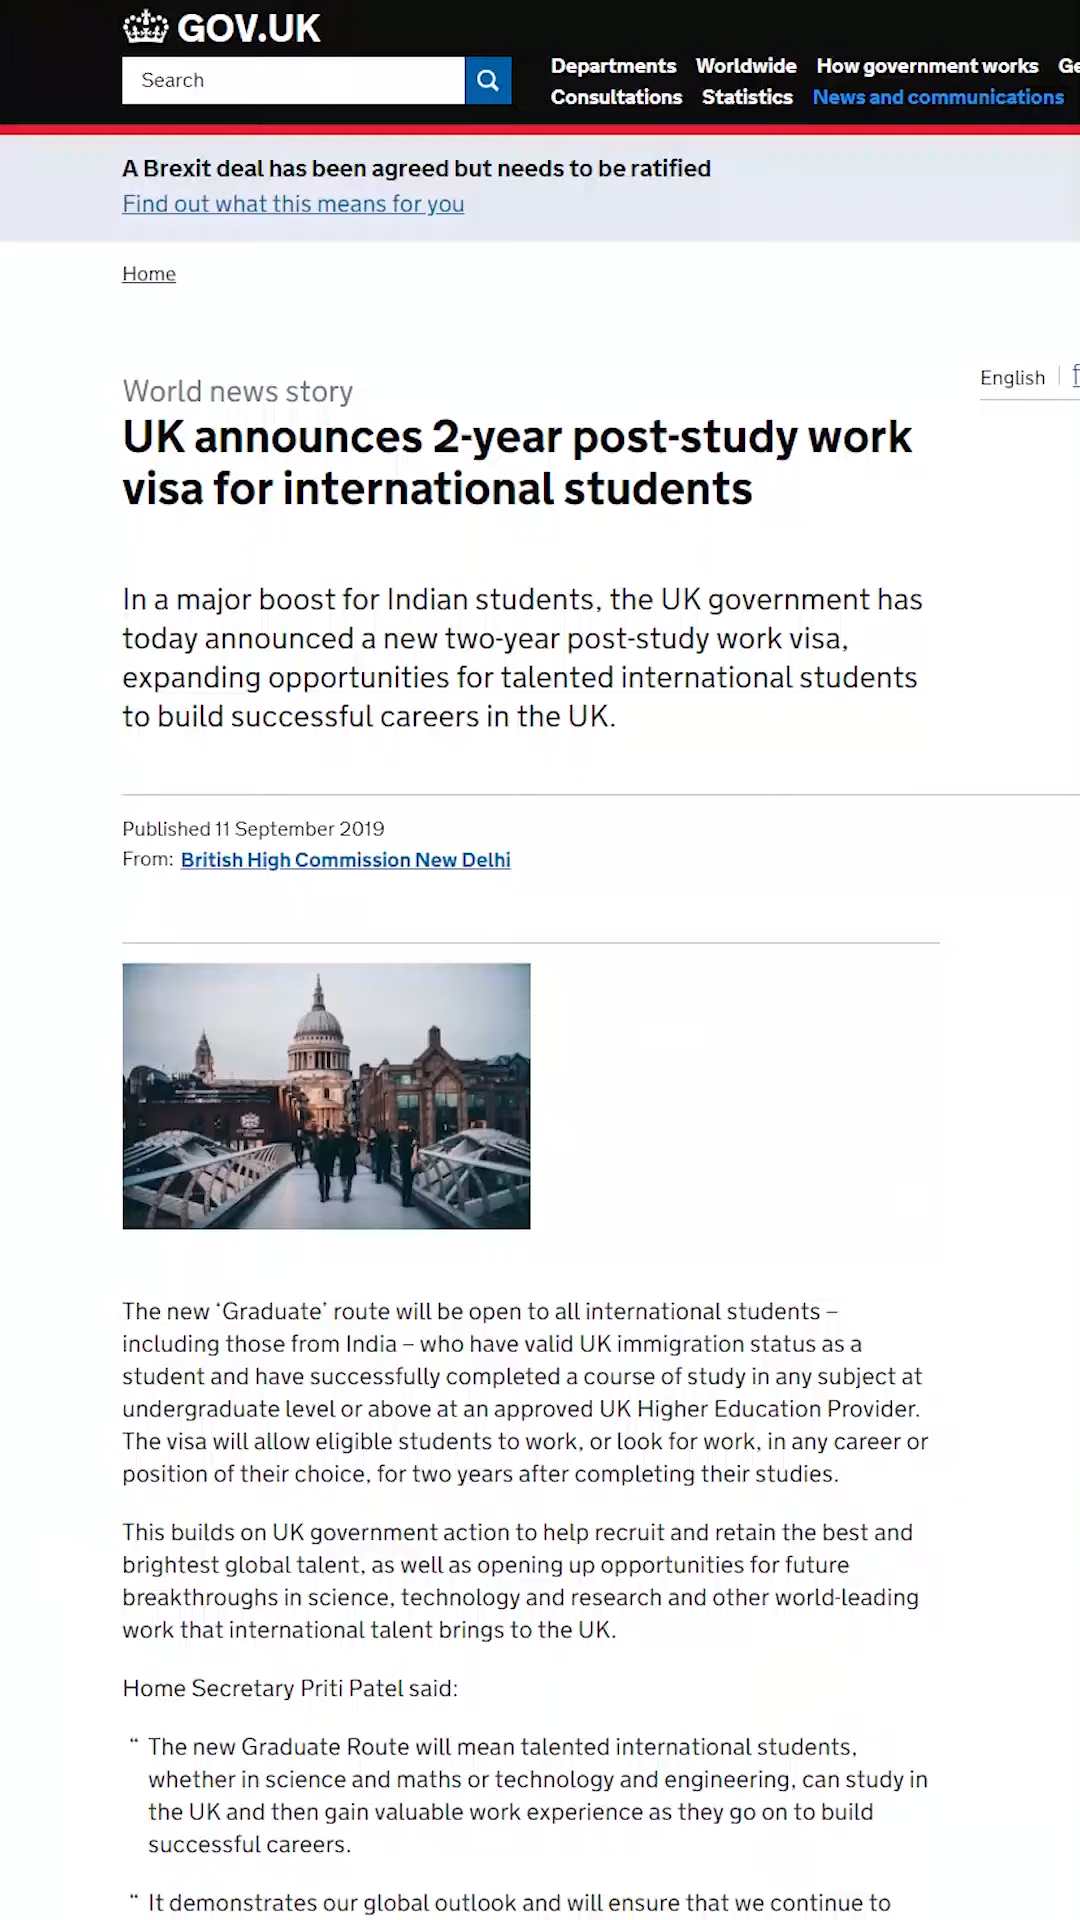 GOV.UK
Search
Departments Worldwide How government works Ge
Consultations Statistics News and communications
A Brexit deal has been agreed but needs to be ratified
Find out what this means for you
Home
English
World news story
UK announces 2-year post-study work
visa for international students
In a major boost for Indian students, the UK government has
today announced a new two-year post-study work visa,
expanding opportunities for talented international students
to build successful careers in the UK.
Published 11 September 2019
From: British High Commission New Delhi
The new ‘Graduate’ route will be open to all international students –
including those from India – who have valid UK immigration status as a
student and have successfully completed a course of study in any subject at
undergraduate level or above at an approved UK Higher Education Provider.
The visa will allow eligible students to work, or look for work, in any career or
position of their choice, for two years after completing their studies.
This builds on UK government action to help recruit and retain the best and
brightest global talent, as well as opening up opportunities for future
breakthroughs in science, technology and research and other world-leading
work that international talent brings to the UK.
Home Secretary Priti Patel said:
“ The new Graduate Route will mean talented international students,
whether in science and maths or technology and engineering, can study in
the UK and then gain valuable work experience as they go on to build
successful careers.
“ It demonstrates our global outlook and will ensure that we continue to